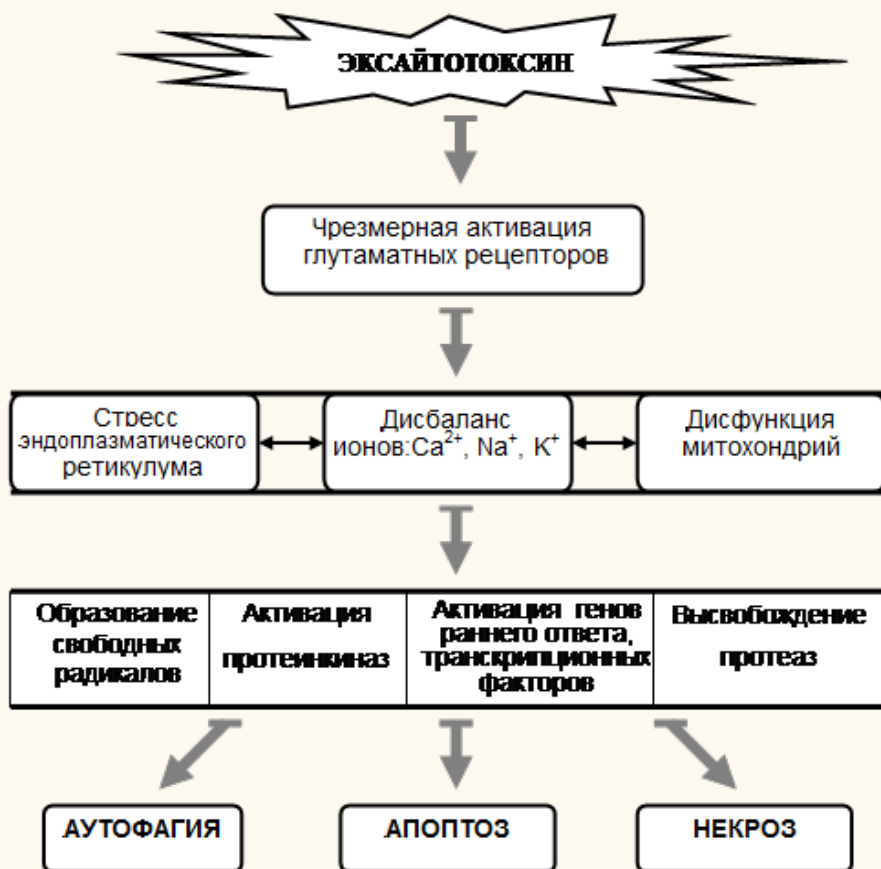 ЭКСАЙТОТОКСИН
Чрезмерная активация
глутаматных рецепторов
Стресс
эндоплазматического
ретикулума
Дисбаланс
ионов:Ca²⁺, Na⁺, K⁺
Дисфункция
митохондрий
Образование
свободных
радикалов
Активация
протеинкиназ
Активация генов
раннего ответа,
транскрипционных
факторов
Высвобождение
протеаз
АУТОФАГИЯ
АПОПТОЗ
НЕКРОЗ